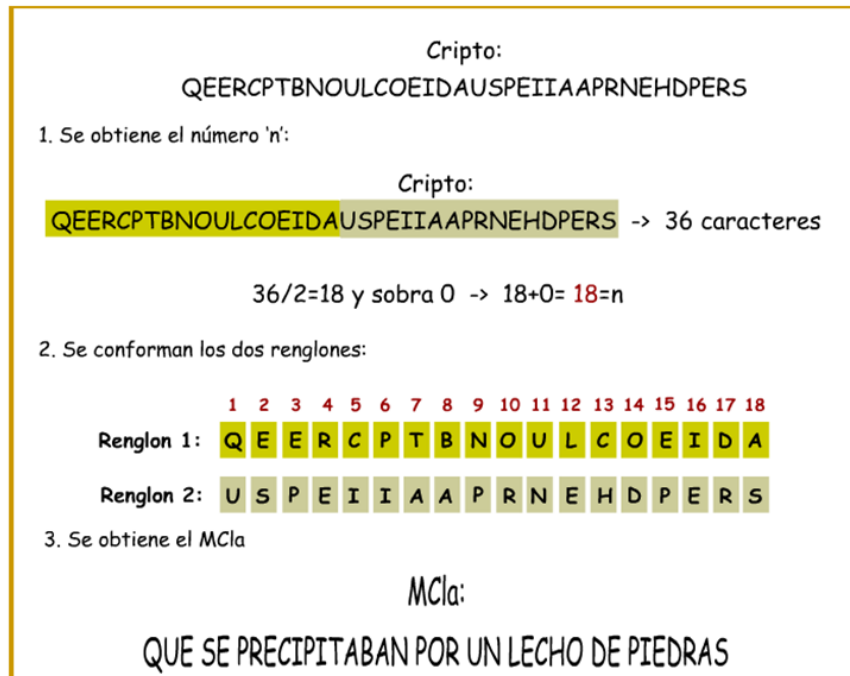 Cripto:
QEERCPTBNOULCOEIDAUSPEIIAAPRNEHDPERS
1. Se obtiene el número 'n':
Cripto:
QEERCPTBNOULCOEIDAUSPEIIAAPRNEHDPERS -> 36 caracteres
36/2=18 y sobra 0 -> 18+0= 18=n
2. Se conforman los dos renglones:
1 2 3 4 5 6 7 8 9 10 11 12 13 14 15 16 17 18
Renglon 1: Q E E R C P T B N O U L C O E I D A
Renglon 2: U S P E I I A A P R N E H D P E R S
3. Se obtiene el MCla
MCla:
QUE SE PRECIPITABAN POR UN LECHO DE PIEDRAS